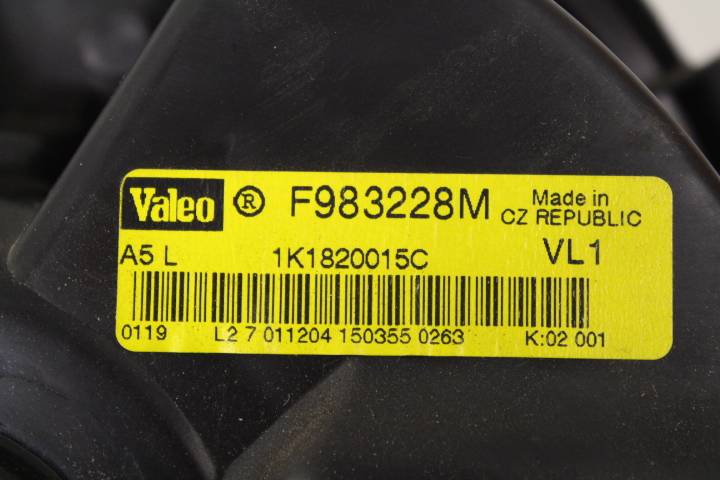 Valeo ® F983228M Made in
CZ REPUBLIC
A5 L 1K1820015C VL1
0119 L2 7 011204 150355 0263 K:02 001